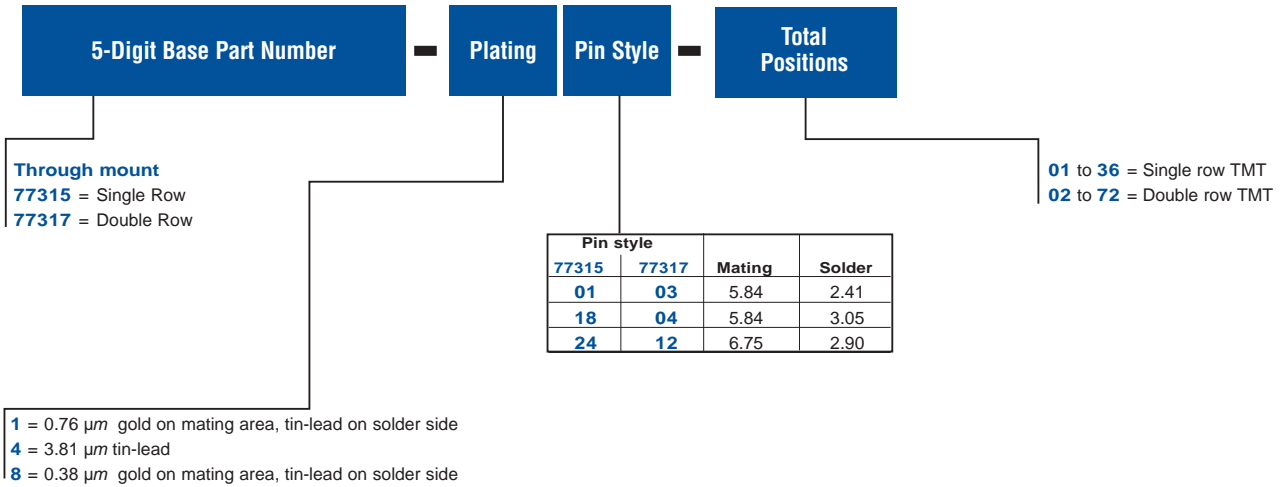 5-Digit Base Part Number - Plating Pin Style - Total Positions
Through mount
77315 = Single Row
77317 = Double Row
01 to 36 = Single row TMT
02 to 72 = Double row TMT
Pin style
77315 77317 Mating Solder
01 03 5.84 2.41
18 04 5.84 3.05
24 12 6.75 2.90
1 = 0.76 µm gold on mating area, tin-lead on solder side
4 = 3.81 µm tin-lead
8 = 0.38 µm gold on mating area, tin-lead on solder side